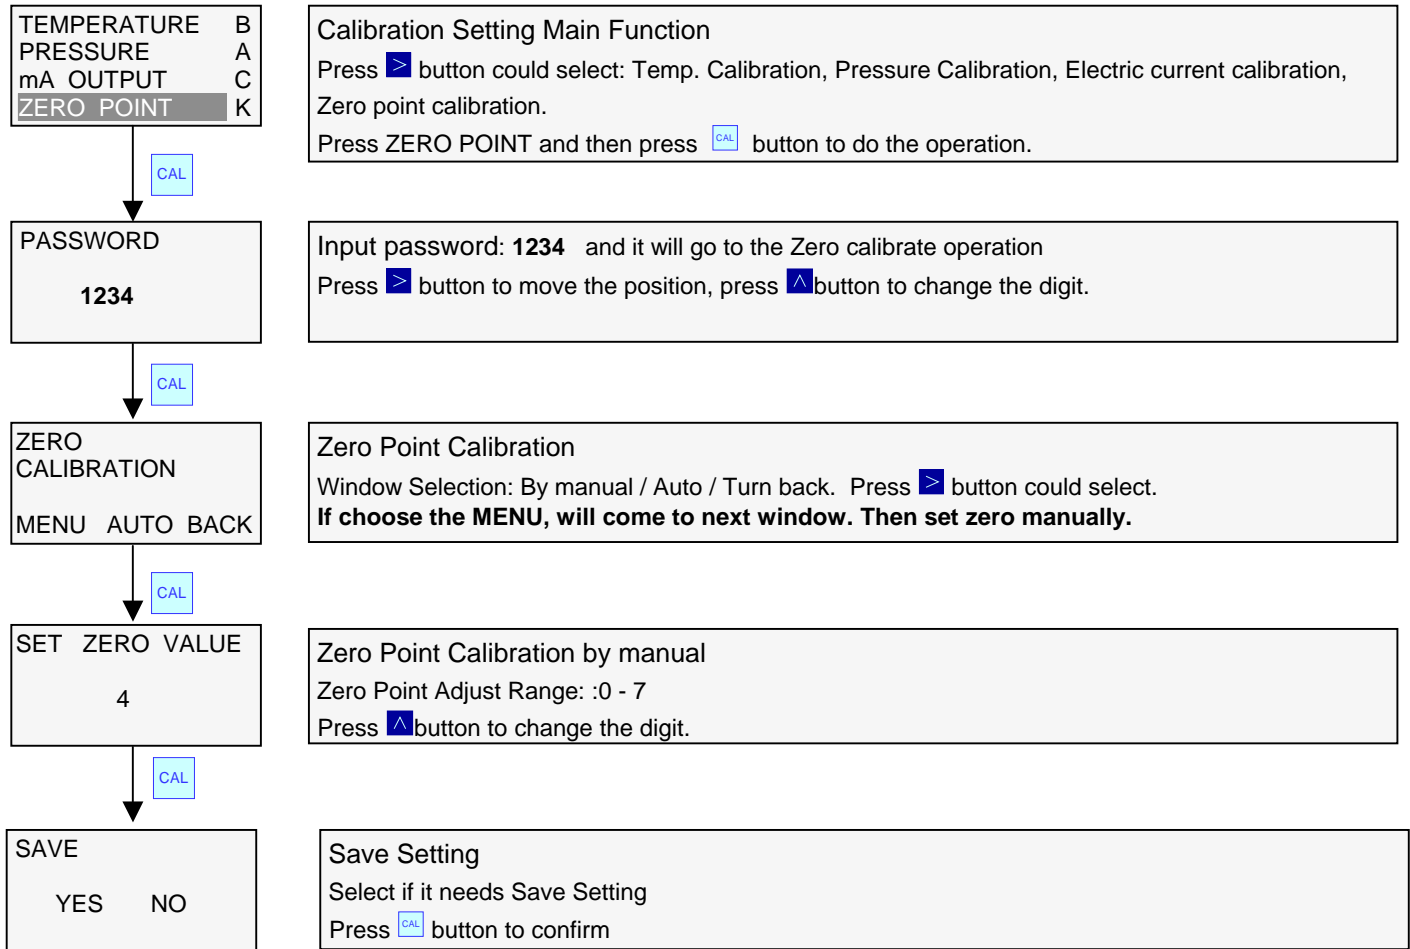 TEMPERATURE B
PRESSURE A
mA OUTPUT C
ZERO POINT K
Calibration Setting Main Function
Press > button could select: Temp. Calibration, Pressure Calibration, Electric current calibration,
Zero point calibration.
Press ZERO POINT and then press CAL button to do the operation.
CAL
PASSWORD
1234
Input password: 1234 and it will go to the Zero calibrate operation
Press > button to move the position, press ^ button to change the digit.
CAL
ZERO
CALIBRATION
MENU AUTO BACK
Zero Point Calibration
Window Selection: By manual / Auto / Turn back. Press > button could select.
If choose the MENU, will come to next window. Then set zero manually.
CAL
SET ZERO VALUE
4
Zero Point Calibration by manual
Zero Point Adjust Range: :0 - 7
Press ^ button to change the digit.
CAL
SAVE
YES NO
Save Setting
Select if it needs Save Setting
Press CAL button to confirm